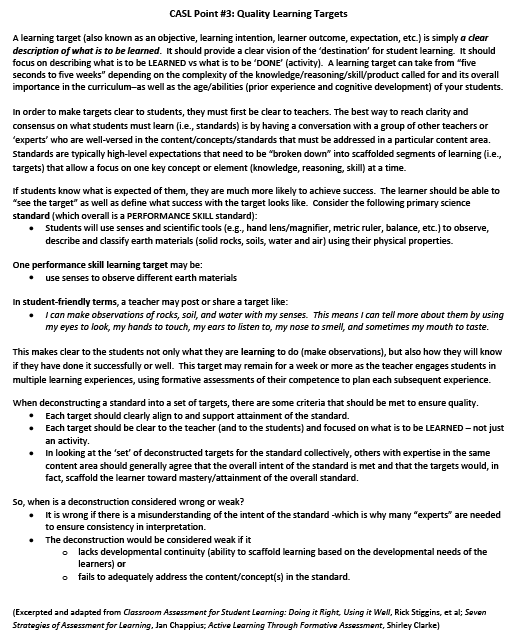 CASL Point #3: Quality Learning Targets
A learning target (also known as an objective, learning intention, learner outcome, expectation, etc.) is simply a clear
description of what is to be learned. It should provide a clear vision of the 'destination' for student learning. It should
focus on describing what is to be LEARNED vs what is to be 'DONE' (activity). A learning target can take from "five
seconds to five weeks" depending on the complexity of the knowledge/reasoning/skill/product called for and its overall
importance in the curriculum–as well as the age/abilities (prior experience and cognitive development) of your students.
In order to make targets clear to students, they must first be clear to teachers. The best way to reach clarity and
consensus on what students must learn (i.e., standards) is by having a conversation with a group of other teachers or
'experts' who are well-versed in the content/concepts/standards that must be addressed in a particular content area.
Standards are typically high-level expectations that need to be "broken down" into scaffolded segments of learning (i.e.,
targets) that allow a focus on one key concept or element (knowledge, reasoning, skill) at a time.
If students know what is expected of them, they are much more likely to achieve success. The learner should be able to
"see the target" as well as define what success with the target looks like. Consider the following primary science
standard (which overall is a PERFORMANCE SKILL standard):
• Students will use senses and scientific tools (e.g., hand lens/magnifier, metric ruler, balance, etc.) to observe,
describe and classify earth materials (solid rocks, soils, water and air) using their physical properties.
One performance skill learning target may be:
• use senses to observe different earth materials
In student-friendly terms, a teacher may post or share a target like:
• I can make observations of rocks, soil, and water with my senses. This means I can tell more about them by using
my eyes to look, my hands to touch, my ears to listen to, my nose to smell, and sometimes my mouth to taste.
This makes clear to the students not only what they are learning to do (make observations), but also how they will know
if they have done it successfully or well. This target may remain for a week or more as the teacher engages students in
multiple learning experiences, using formative assessments of their competence to plan each subsequent experience.
When deconstructing a standard into a set of targets, there are some criteria that should be met to ensure quality.
• Each target should clearly align to and support attainment of the standard.
• Each target should be clear to the teacher (and to the students) and focused on what is to be LEARNED – not just
an activity.
• In looking at the 'set' of deconstructed targets for the standard collectively, others with expertise in the same
content area should generally agree that the overall intent of the standard is met and that the targets would, in
fact, scaffold the learner toward mastery/attainment of the overall standard.
So, when is a deconstruction considered wrong or weak?
• It is wrong if there is a misunderstanding of the intent of the standard -which is why many "experts" are needed
to ensure consistency in interpretation.
• The deconstruction would be considered weak if it
o lacks developmental continuity (ability to scaffold learning based on the developmental needs of the
learners) or
o fails to adequately address the content/concept(s) in the standard.
(Excerpted and adapted from Classroom Assessment for Student Learning: Doing it Right, Using it Well, Rick Stiggins, et al; Seven
Strategies of Assessment for Learning, Jan Chappius; Active Learning Through Formative Assessment, Shirley Clarke)